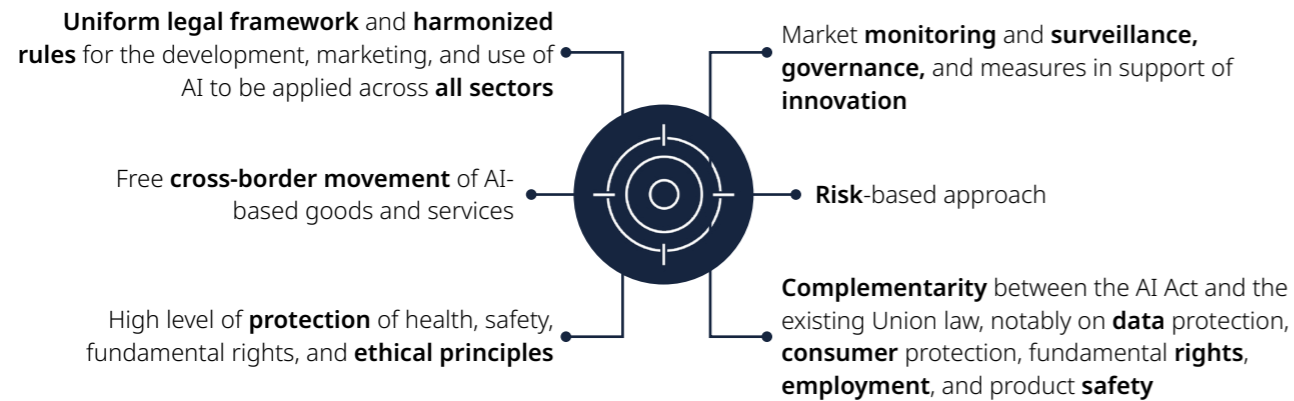 Uniform legal framework and harmonized
rules for the development, marketing, and use of
AI to be applied across all sectors
Free cross-border movement of AI-
based goods and services
High level of protection of health, safety,
fundamental rights, and ethical principles
Market monitoring and surveillance,
governance, and measures in support of
innovation
Risk-based approach
Complementarity between the AI Act and the
existing Union law, notably on data protection,
consumer protection, fundamental rights,
employment, and product safety